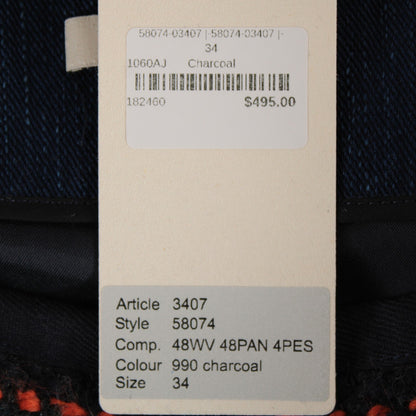 58074-03407 | 58074-03407 |-
34
1060AJ Charcoal
182460 $495.00
Article 3407
Style 58074
Comp. 48WV 48PAN 4PES
Colour 990 charcoal
Size 34